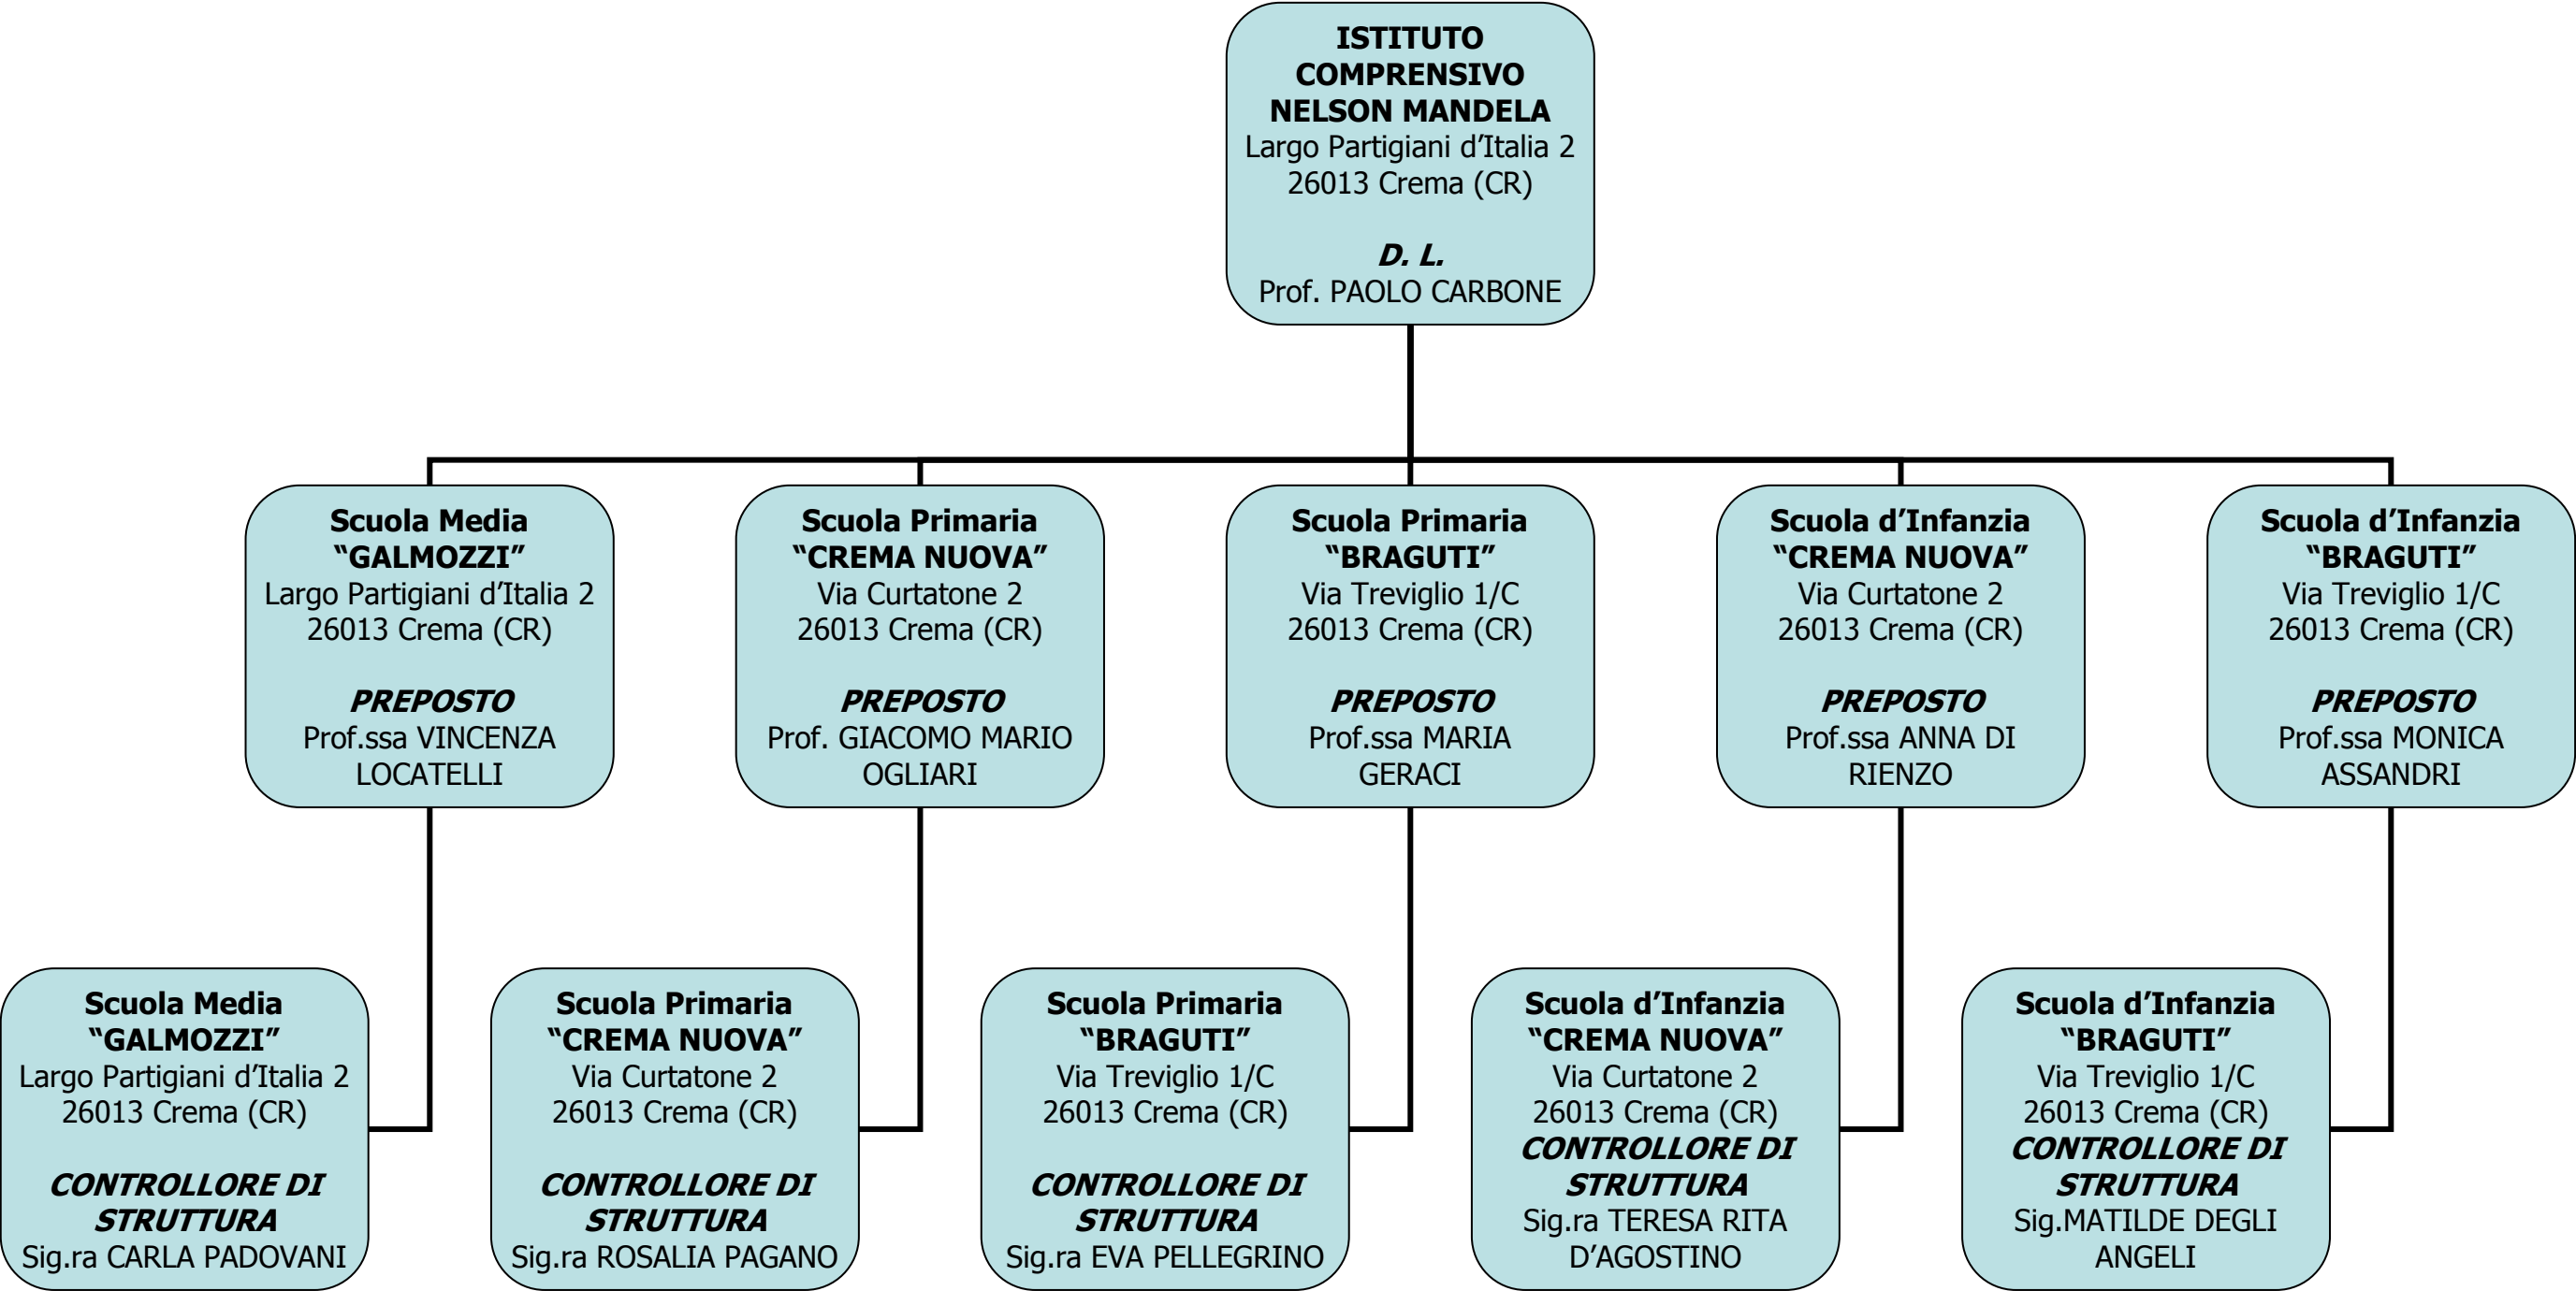 ISTITUTO
COMPRENSIVO
NELSON MANDELA
Largo Partigiani d’Italia 2
26013 Crema (CR)
D. L.
Prof. PAOLO CARBONE
Scuola Media
“GALMOZZI”
Largo Partigiani d’Italia 2
26013 Crema (CR)
PREPOSTO
Prof.ssa VINCENZA
LOCATELLI
Scuola Primaria
“CREMA NUOVA”
Via Curtatone 2
26013 Crema (CR)
PREPOSTO
Prof. GIACOMO MARIO
OGLIARI
Scuola Primaria
“BRAGUTI”
Via Treviglio 1/C
26013 Crema (CR)
PREPOSTO
Prof.ssa MARIA
GERACI
Scuola d’Infanzia
“CREMA NUOVA”
Via Curtatone 2
26013 Crema (CR)
PREPOSTO
Prof.ssa ANNA DI
RIENZO
Scuola d’Infanzia
“BRAGUTI”
Via Treviglio 1/C
26013 Crema (CR)
PREPOSTO
Prof.ssa MONICA
ASSANDRI
Scuola Media
“GALMOZZI”
Largo Partigiani d’Italia 2
26013 Crema (CR)
CONTROLLORE DI
STRUTTURA
Sig.ra CARLA PADOVANI
Scuola Primaria
“CREMA NUOVA”
Via Curtatone 2
26013 Crema (CR)
CONTROLLORE DI
STRUTTURA
Sig.ra ROSALIA PAGANO
Scuola Primaria
“BRAGUTI”
Via Treviglio 1/C
26013 Crema (CR)
CONTROLLORE DI
STRUTTURA
Sig.ra EVA PELLEGRINO
Scuola d’Infanzia
“CREMA NUOVA”
Via Curtatone 2
26013 Crema (CR)
CONTROLLORE DI
STRUTTURA
Sig.ra TERESA RITA
D’AGOSTINO
Scuola d’Infanzia
“BRAGUTI”
Via Treviglio 1/C
26013 Crema (CR)
CONTROLLORE DI
STRUTTURA
Sig.MATILDE DEGLI
ANGELI